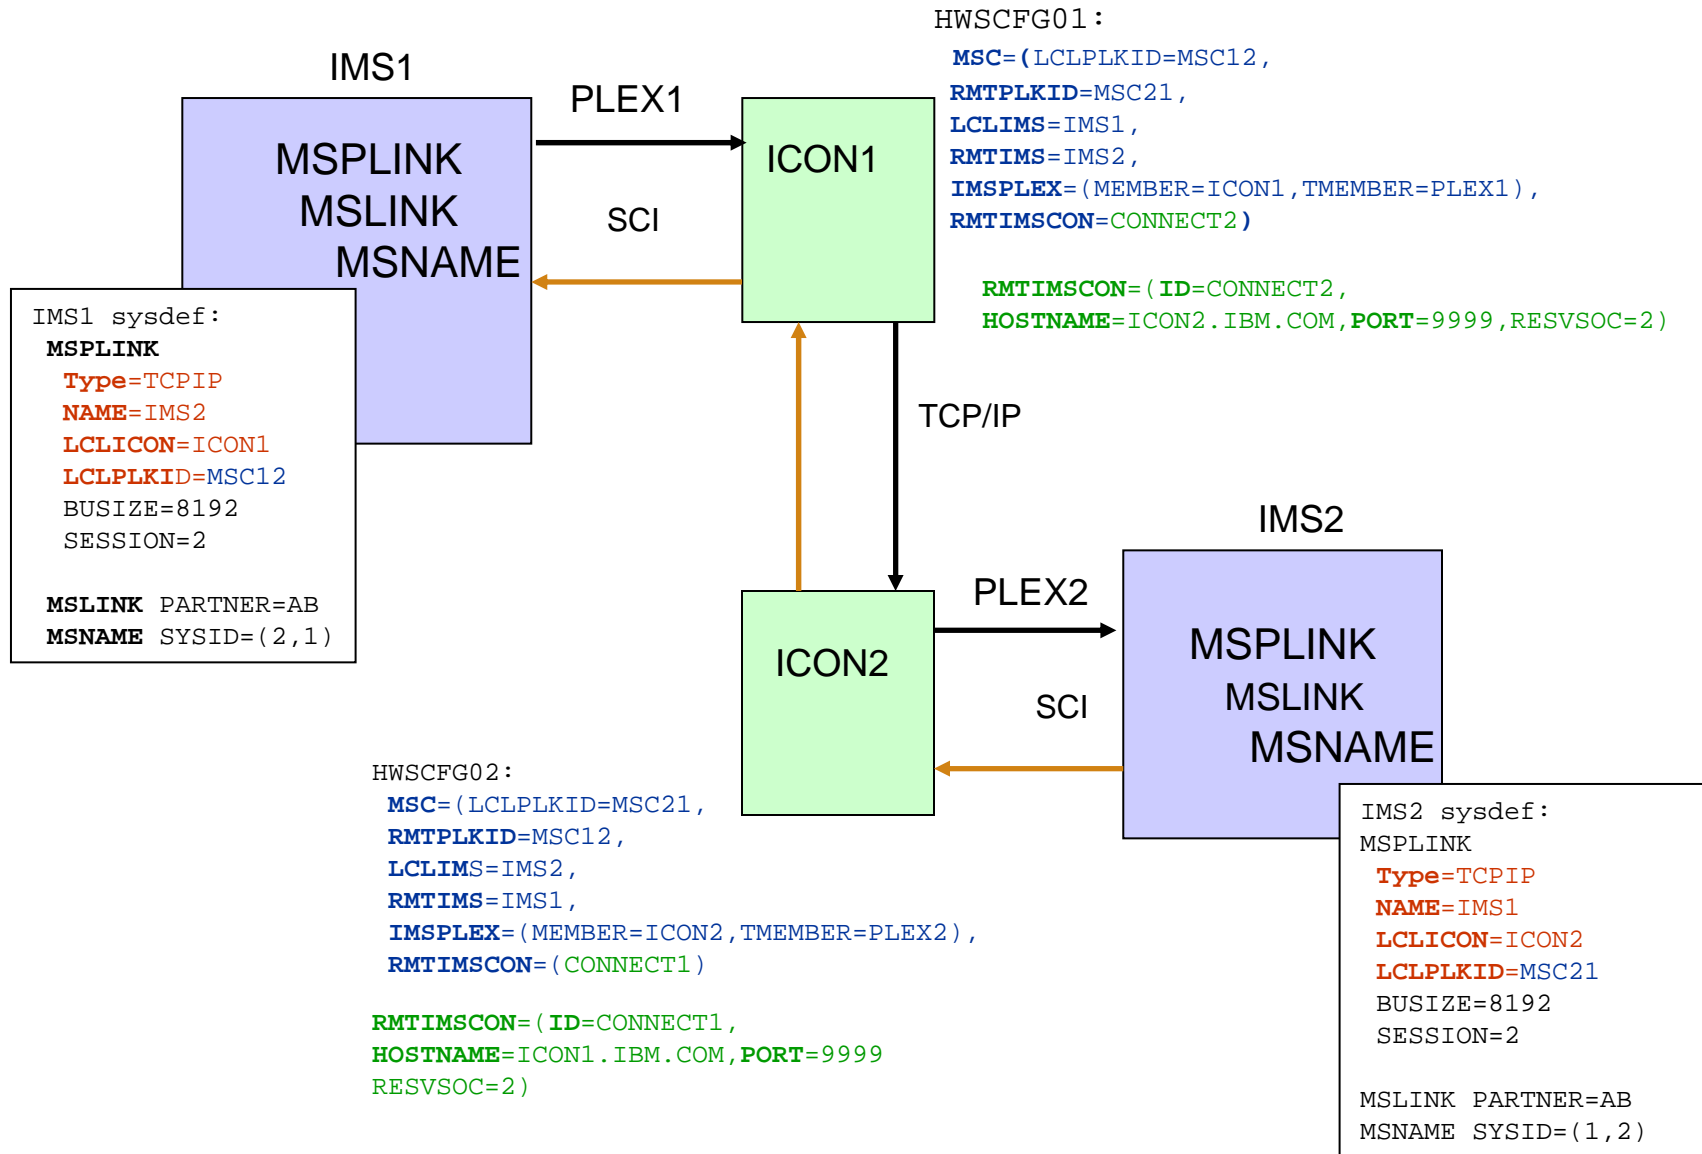 HWSCFG01:
MSC=(LCLPLKID=MSC12,
RMTPLKID=MSC21,
LCLIMS=IMS1,
RMTIMS=IMS2,
IMSPLEX=(MEMBER=ICON1,TMEMBER=PLEX1),
RMTIMSCON=CONNECT2)
RMTIMSCON=(ID=CONNECT2,
HOSTNAME=ICON2.IBM.COM,PORT=9999,RESVSOC=2)
IMS1
MSPLINK
MSLINK
MSNAME
PLEX1
SCI
ICON1
IMS1 sysdef:
MSPLINK
Type=TCPIP
NAME=IMS2
LCLICON=ICON1
LCLPLKID=MSC12
BUSIZE=8192
SESSION=2
MSLINK PARTNER=AB
MSNAME SYSID=(2,1)
TCP/IP
ICON2
PLEX2
SCI
IMS2
MSPLINK
MSLINK
MSNAME
HWSCFG02:
MSC=(LCLPLKID=MSC21,
RMTPLKID=MSC12,
LCLIMS=IMS2,
RMTIMS=IMS1,
IMSPLEX=(MEMBER=ICON2,TMEMBER=PLEX2),
RMTIMSCON=(CONNECT1)
RMTIMSCON=(ID=CONNECT1,
HOSTNAME=ICON1.IBM.COM,PORT=9999
RESVSOC=2)
IMS2 sysdef:
MSPLINK
Type=TCPIP
NAME=IMS1
LCLICON=ICON2
LCLPLKID=MSC21
BUSIZE=8192
SESSION=2
MSLINK PARTNER=AB
MSNAME SYSID=(1,2)